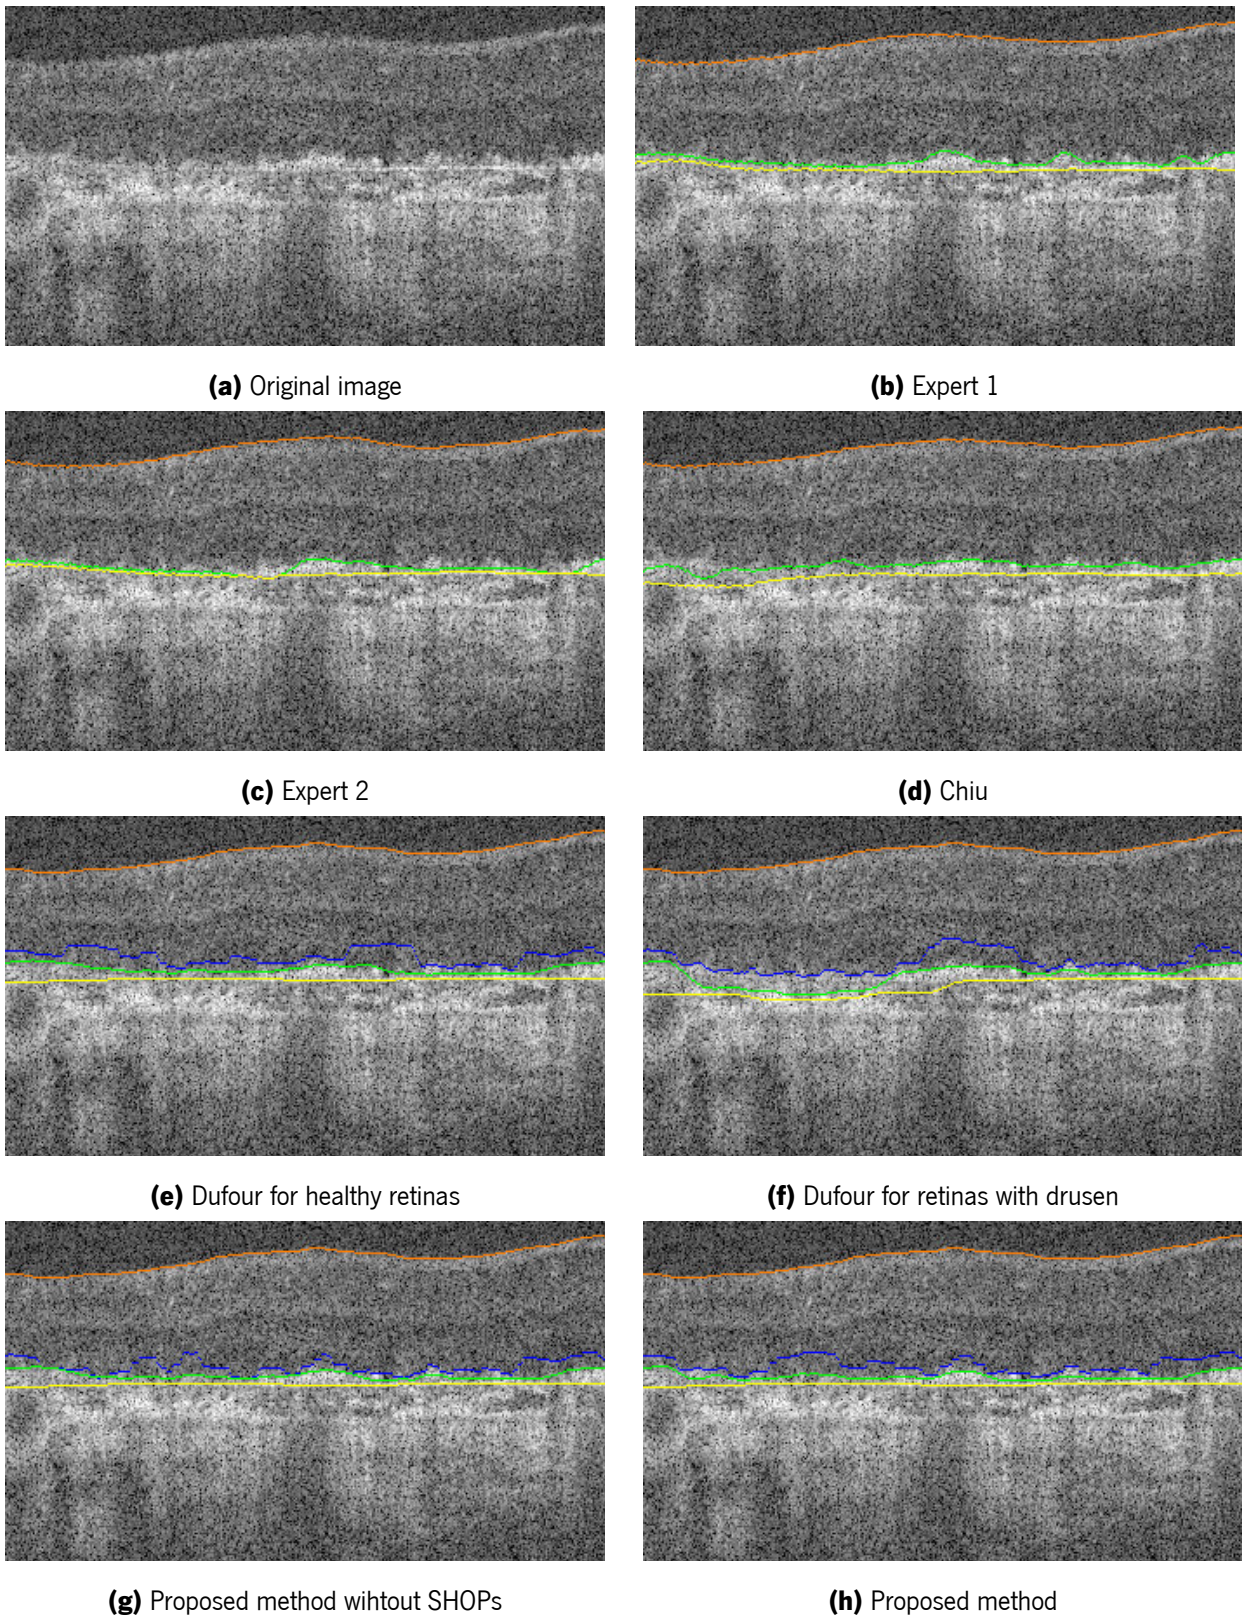 (a) Original image
(b) Expert 1
(c) Expert 2
(d) Chiu
(e) Dufour for healthy retinas
(f) Dufour for retinas with drusen
(g) Proposed method wihtout SHOPs
(h) Proposed method